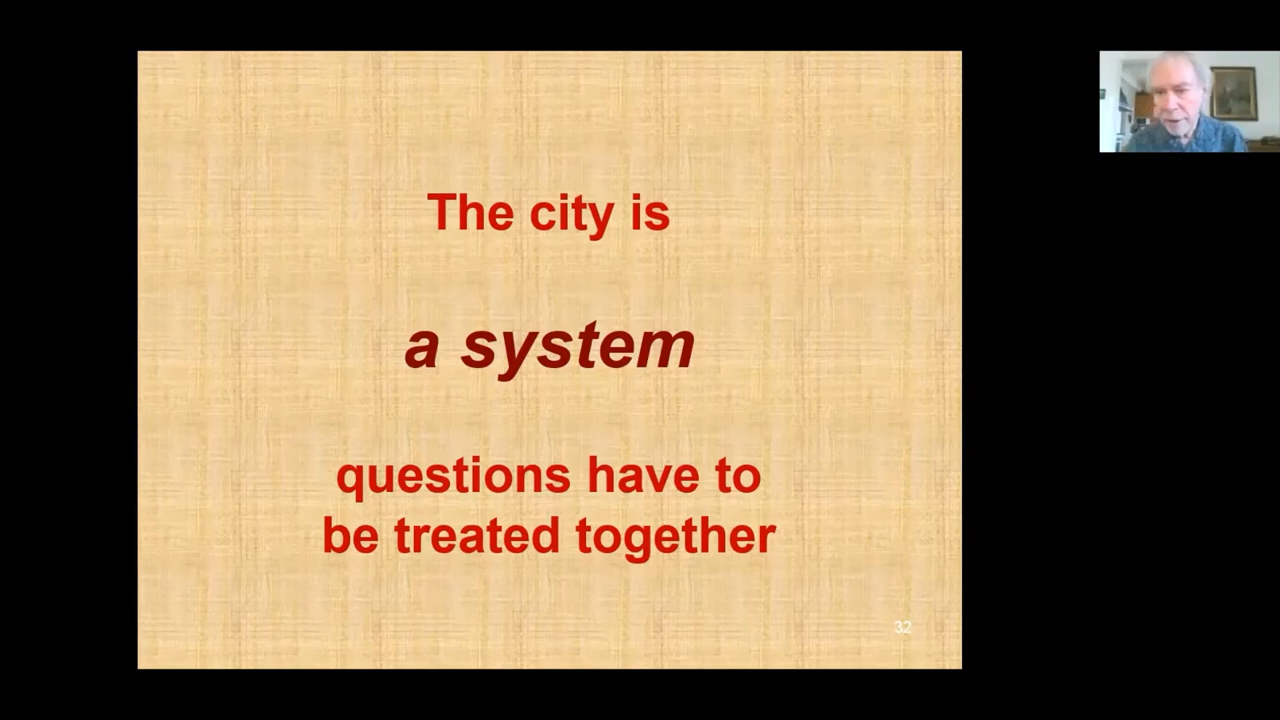 The city is
a system
questions have to
be treated together
32